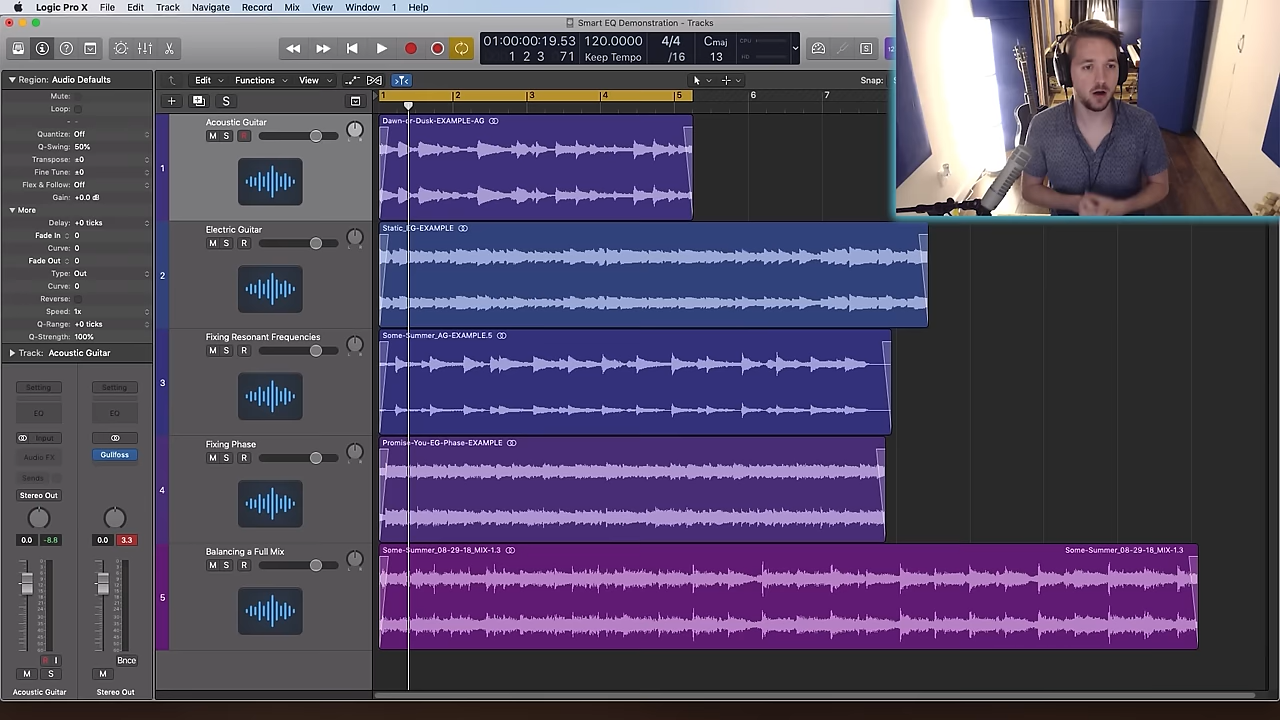 Logic Pro X File Edit Track Navigate Record Mix View Window 1 Help
Smart EQ Demonstration - Tracks
01:00:00:19.53 120.0000 4/4 Cmaj CPU
1 2 3 71 Keep Tempo /16 13 HD
Region: Audio Defaults
Mute:
Loop:
Quantize: Off
Q-Swing: 50%
Transpose: ±0
Fine Tune: ±0
Flex & Follow: Off
Gain: +0.0 dB
More
Delay: +0 ticks
Fade In 0
Curve: 0
Fade Out 0
Type: Out
Curve: 0
Reverse:
Speed: 1x
Q-Range: +0 ticks
Q-Strength: 100%
Track: Acoustic Guitar
Setting Setting
EQ EQ
Input
Audio FX Gullfoss
Sends
Stereo Out
0.0 -8.8 0.0 3.3
R I Bnce
M S M
Acoustic Guitar Stereo Out
Edit Functions View Snap:
S
1 2 3 4 5 6 7
1 Acoustic Guitar
M S R
Dawn-or-Dusk-EXAMPLE-AG
2 Electric Guitar
M S R
Static_EG-EXAMPLE
3 Fixing Resonant Frequencies
M S R
Some-Summer_AG-EXAMPLE.5
4 Fixing Phase
M S R
Promise-You-EG-Phase-EXAMPLE
5 Balancing a Full Mix
M S R
Some-Summer_08-29-18_MIX-1.3 Some-Summer_08-29-18_MIX-1.3